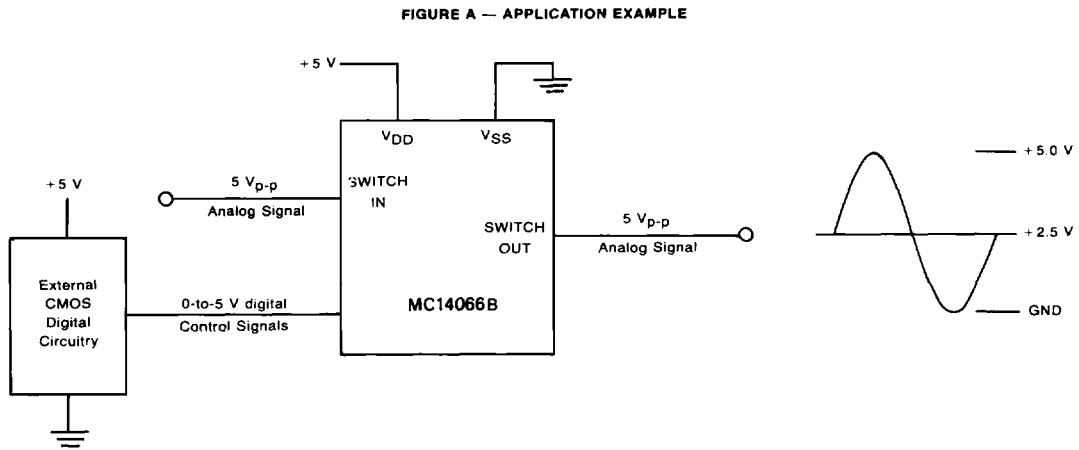 FIGURE A — APPLICATION EXAMPLE
+5 V
VDD
VSS
+5.0 V
+5 V
5 Vp-p
Analog Signal
SWITCH
IN
SWITCH
OUT
5 Vp-p
Analog Signal
+2.5 V
External
CMOS
Digital
Circuitry
0-to-5 V digital
Control Signals
MC14066B
GND